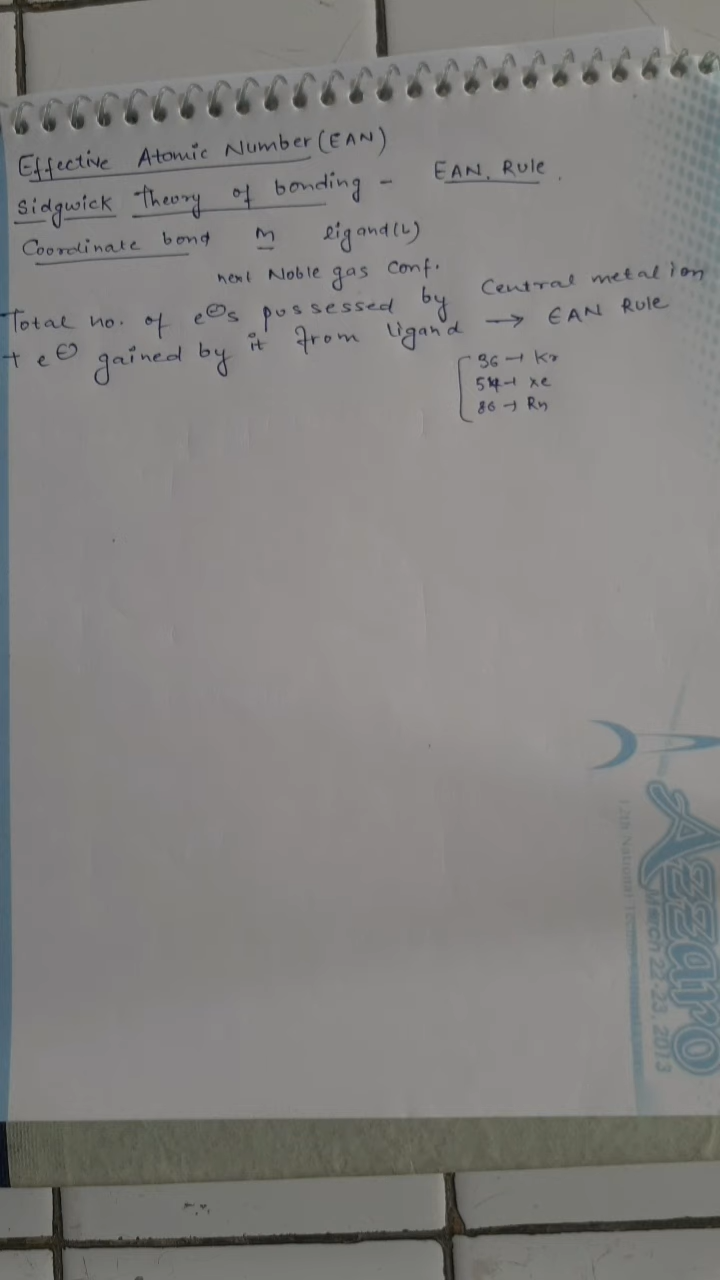 Effective Atomic Number (EAN)
Sidgwick Theory of bonding - EAN. Rule.
Coordinate bond M ligand(L)
next Noble gas conf.
Total no. of e⊖s possessed by Central metal ion
+ e⊖ gained by it from ligand → EAN Rule
36 → Kr
54 → Xe
86 → Rn
Azzaro
March 22-23, 2013
12th National